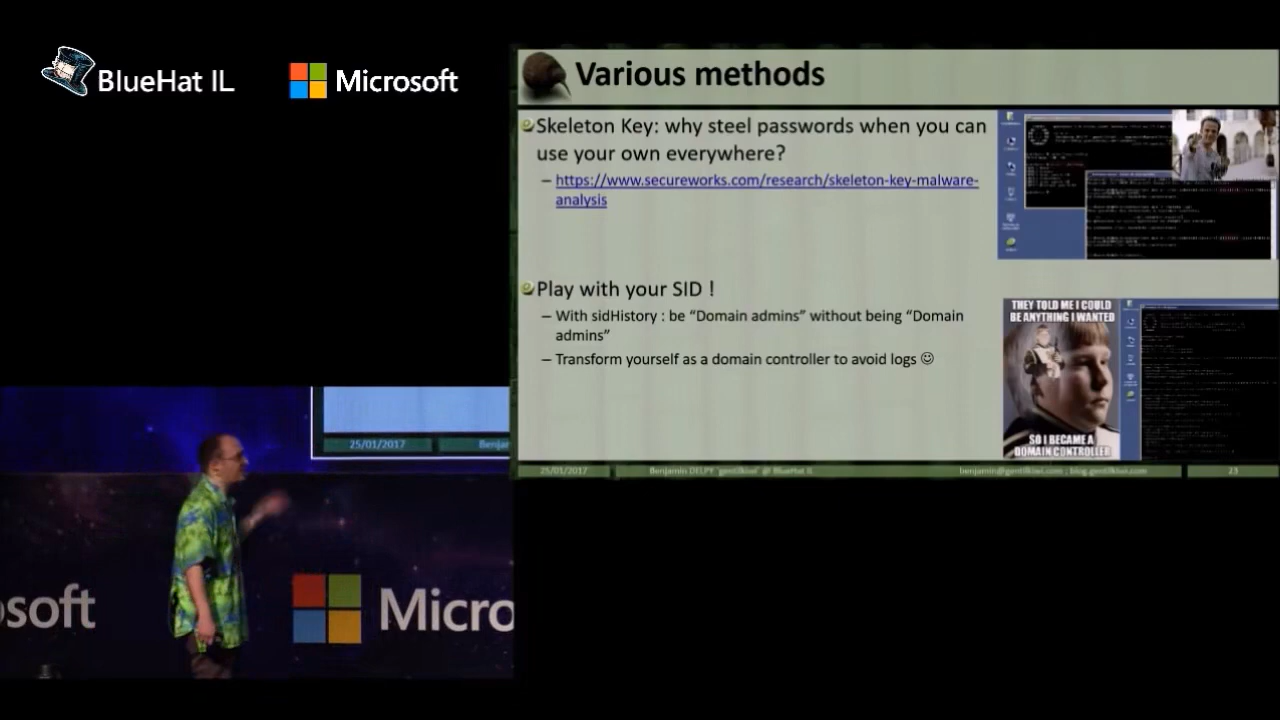 BlueHat IL
Microsoft
Various methods
Skeleton Key: why steel passwords when you can
use your own everywhere?
– https://www.secureworks.com/research/skeleton-key-malware-
analysis
Play with your SID !
– With sidHistory : be “Domain admins” without being “Domain
admins”
– Transform yourself as a domain controller to avoid logs ☺
THEY TOLD ME I COULD
BE ANYTHING I WANTED
SO I BECAME A
DOMAIN CONTROLLER
25/01/2017
Benjamin DELPY `gentilkiwi` @ BlueHat IL
benjamin@gentilkiwi.com ; blog.gentilkiwi.com
23
25/01/2017
Benja
osoft
Micro